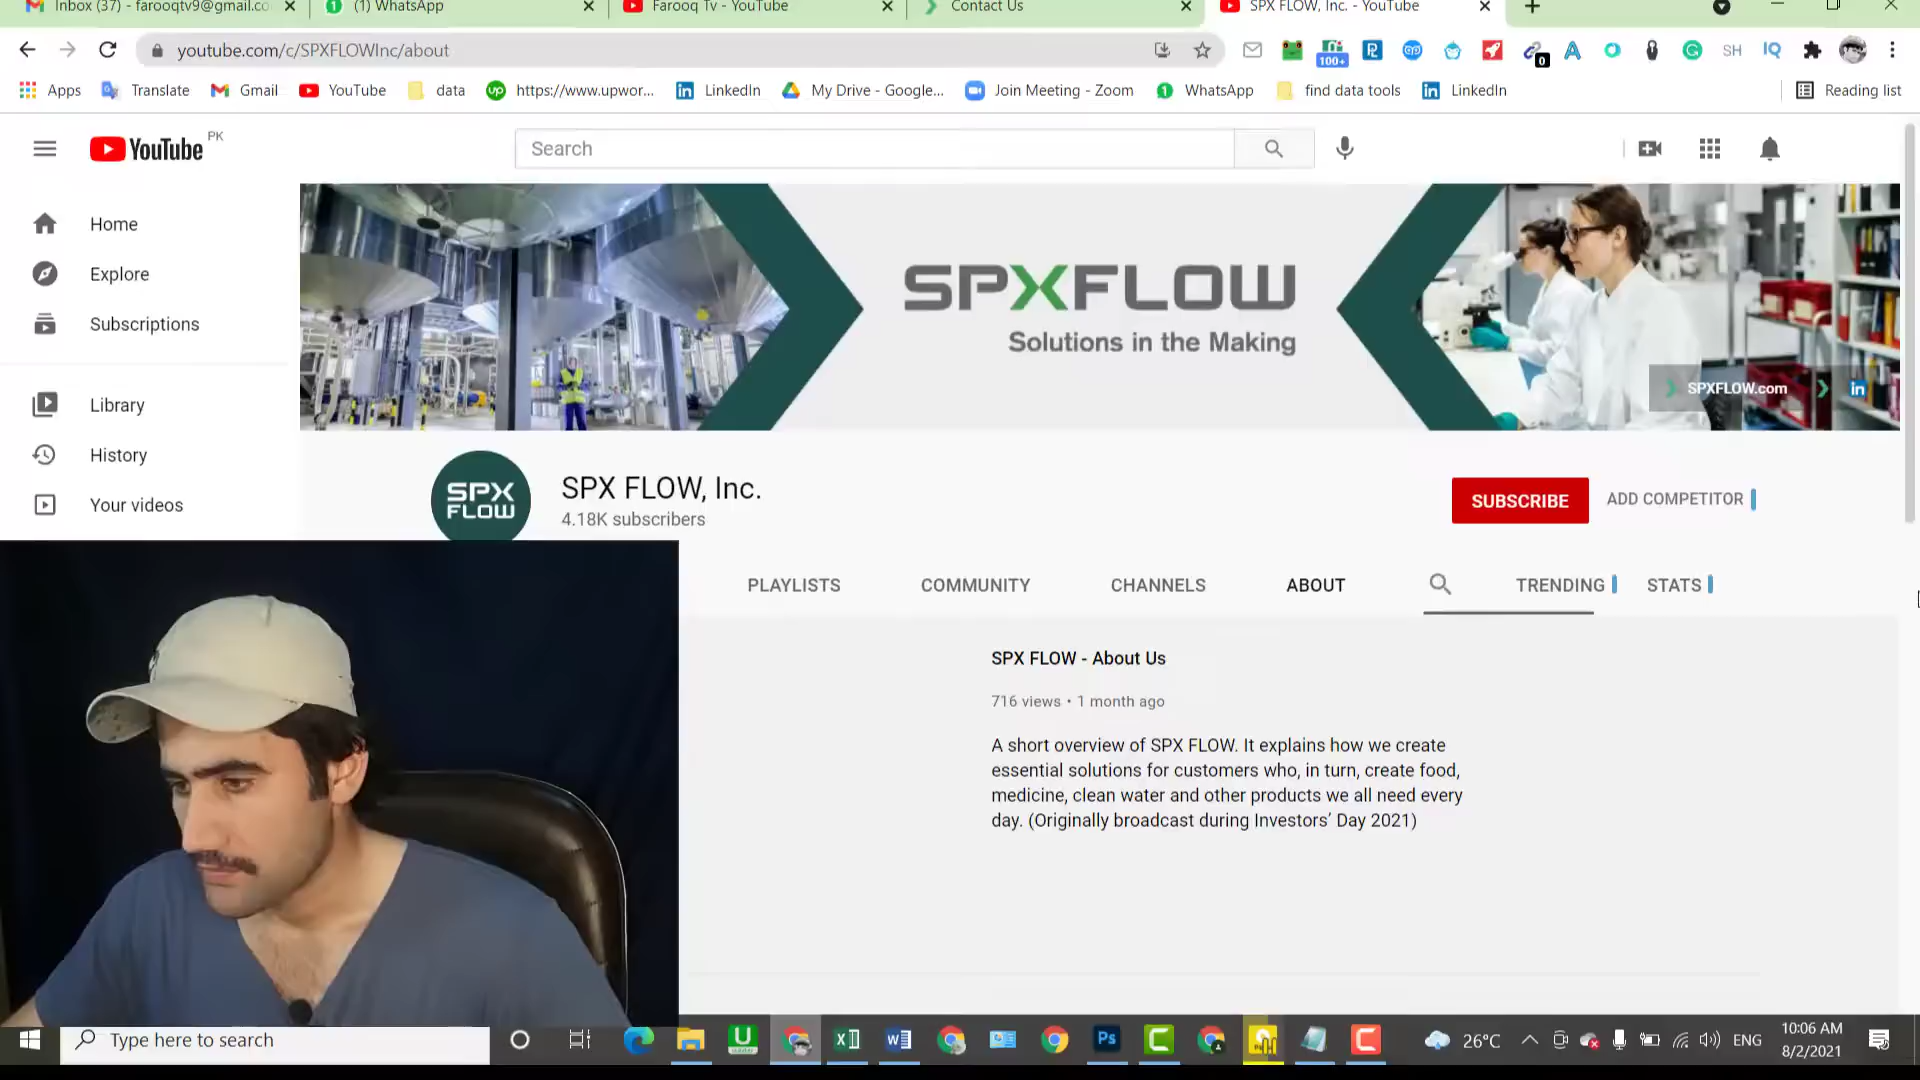 Inbox (37) - farooqtv9@gmail.co
(1) WhatsApp
Farooq Tv - YouTube
Contact Us
SPX FLOW, Inc. - YouTube
youtube.com/c/SPXFLOWInc/about
100+
0
SH
IQ
Apps
Translate
Gmail
YouTube
data
up
https://www.upwor...
LinkedIn
My Drive - Google...
Join Meeting - Zoom
WhatsApp
find data tools
LinkedIn
Reading list
YouTube PK
Search
Home
Explore
Subscriptions
Library
History
Your videos
SPXFLOW
Solutions in the Making
SPXFLOW.com
in
SPX
FLOW
SPX FLOW, Inc.
4.18K subscribers
SUBSCRIBE
ADD COMPETITOR
PLAYLISTS
COMMUNITY
CHANNELS
ABOUT
TRENDING
STATS
SPX FLOW - About Us
716 views • 1 month ago
A short overview of SPX FLOW. It explains how we create
essential solutions for customers who, in turn, create food,
medicine, clean water and other products we all need every
day. (Originally broadcast during Investors’ Day 2021)
Type here to search
Ps
26°C
ENG
10:06 AM
8/2/2021